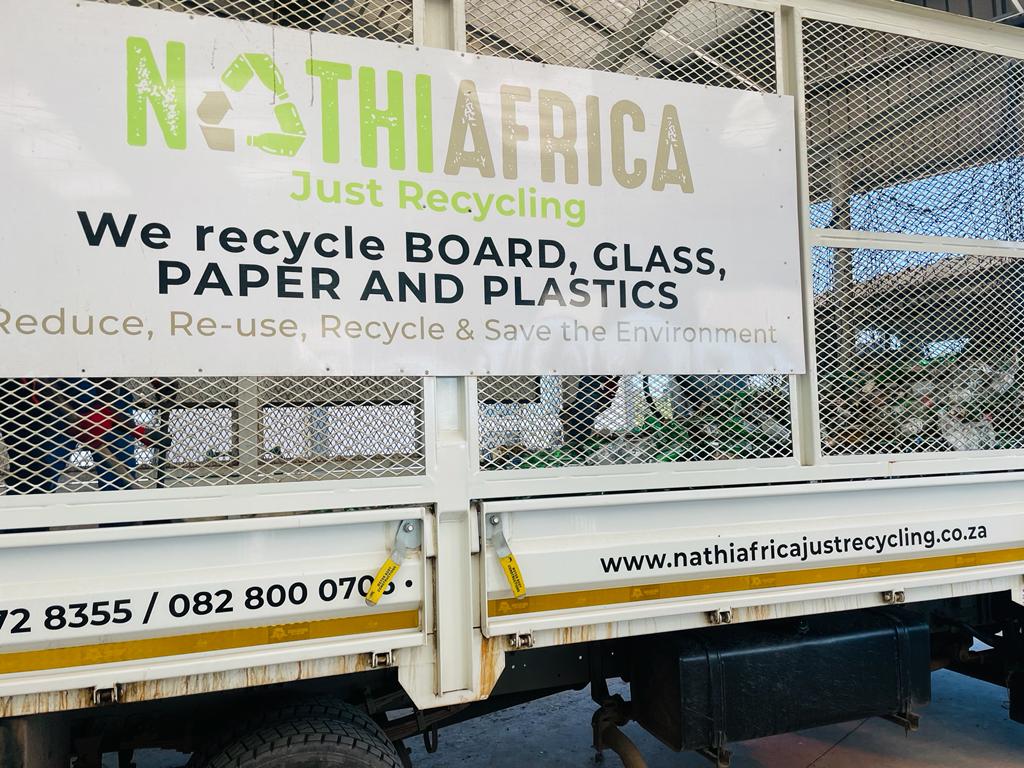 NATHIAFRICA
Just Recycling
We recycle BOARD, GLASS,
PAPER AND PLASTICS
Reduce, Re-use, Recycle & Save the Environment
72 8355 / 082 800
www.nathiafricajustrecycling.co.za